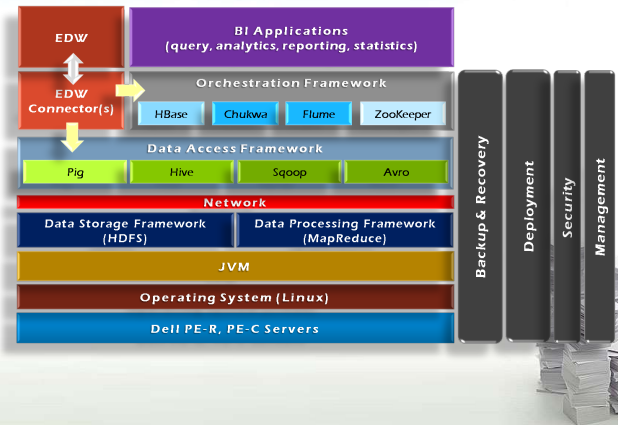 EDW
BI Applications
(query, analytics, reporting, statistics)
EDW
Connector(s)
Orchestration Framework
HBase
Chukwa
Flume
ZooKeeper
Data Access Framework
Pig
Hive
Sqoop
Avro
Network
Data Storage Framework
(HDFS)
Data Processing Framework
(MapReduce)
JVM
Operating System (Linux)
Dell PE-R, PE-C Servers
Backup & Recovery
Deployment
Security
Management